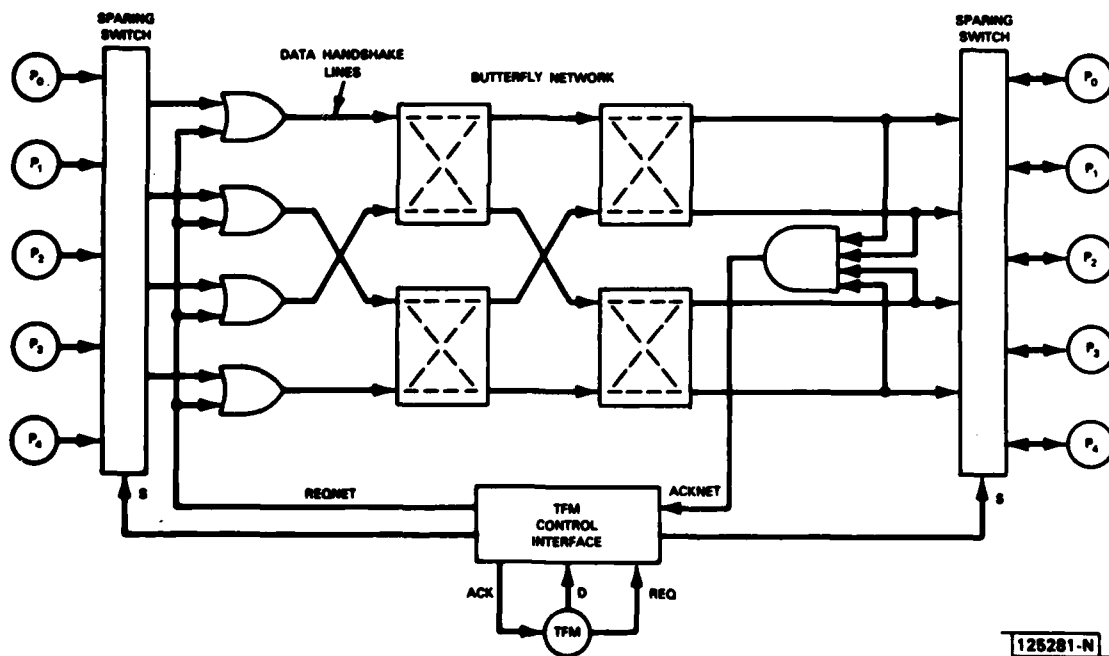 SPARING
SWITCH
SPARING
SWITCH
DATA HANDSHAKE
LINES
BUTTERFLY NETWORK
P0
P1
P2
P3
P4
P0
P1
P2
P3
P4
S
REQNET
ACKNET
S
TFM
CONTROL
INTERFACE
ACK
D
REQ
TFM
125281-N